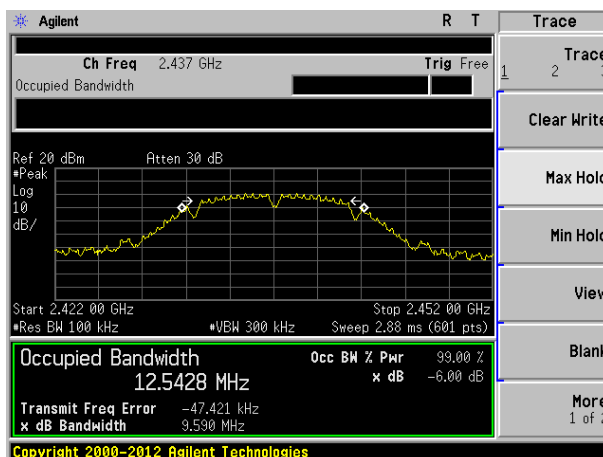 Agilent R T Trace
Ch Freq 2.437 GHz Trig Free
Occupied Bandwidth
Trace
1 2
Clear Write
Max Hold
Min Hold
View
Blank
More
1 of
Ref 20 dBm Atten 30 dB
#Peak
Log
10
dB/
Start 2.422 00 GHz Stop 2.452 00 GHz
#Res BW 100 kHz #VBW 300 kHz Sweep 2.88 ms (601 pts)
Occupied Bandwidth Occ BW % Pwr 99.00 %
12.5428 MHz x dB -6.00 dB
Transmit Freq Error -47.421 kHz
x dB Bandwidth 9.590 MHz
Copyright 2000-2012 Agilent Technologies